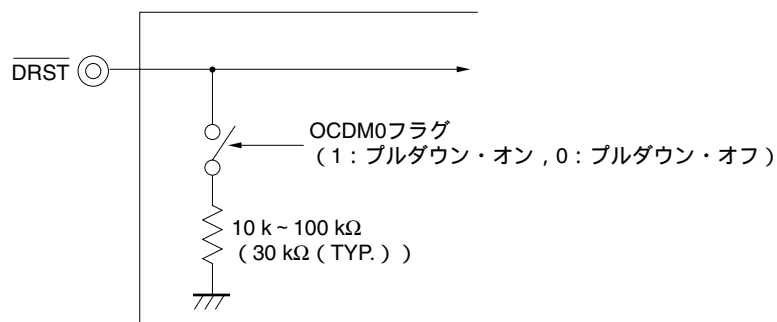 DRST
OCDM0フラグ
（1：プルダウン・オン，0：プルダウン・オフ）
10 k ~ 100 kΩ
（30 kΩ（TYP.））